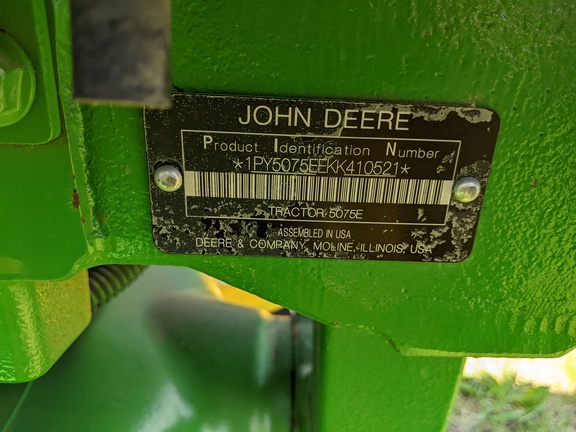 JOHN DEERE
Product Identification Number
*1PY5075EEKK410521*
TRACTOR 5075E
ASSEMBLED IN USA
DEERE & COMPANY, MOLINE, ILLINOIS, USA